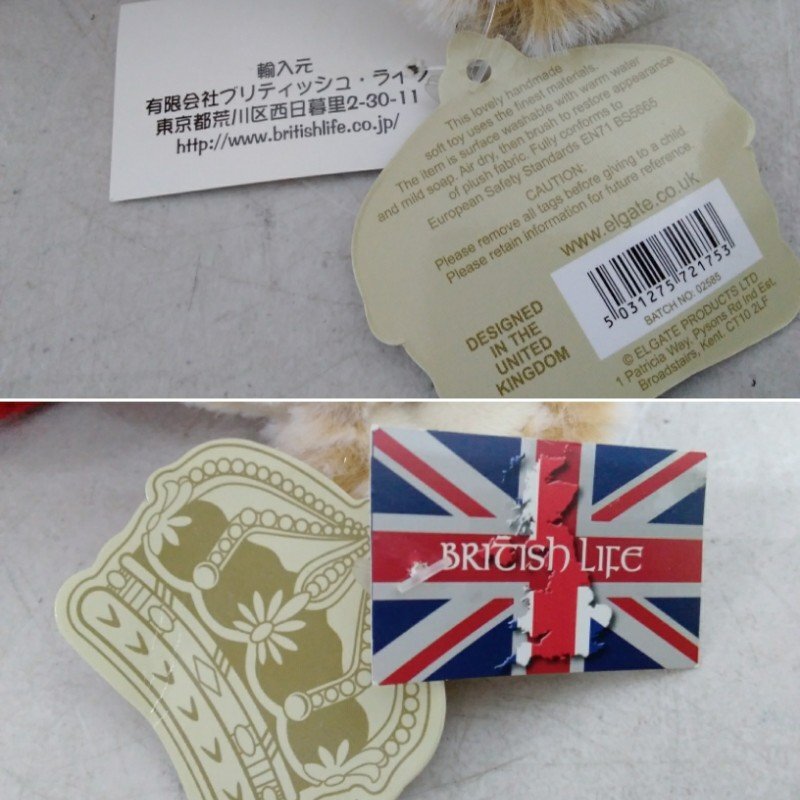 輸入元
有限会社ブリティッシュ・ライフ
東京都荒川区西日暮里2-30-11
http://www.britishlife.co.jp/
This lovely handmade
soft toy uses the finest materials.
The item is surface washable with warm water
and mild soap. Air dry, then brush to restore appearance
of plush fabric. Fully conforms to
European Safety Standards EN71 BS5665
CAUTION:
Please remove all tags before giving to a child.
Please retain information for future reference.
www.elgate.co.uk
5 031275 721753
BATCH NO: 02585
DESIGNED
IN THE
UNITED
KINGDOM
© ELGATE PRODUCTS LTD
1 Patricia Way, Pysons Rd Ind Est.
Broadstairs, Kent. CT10 2LF
BRITISH LIFE